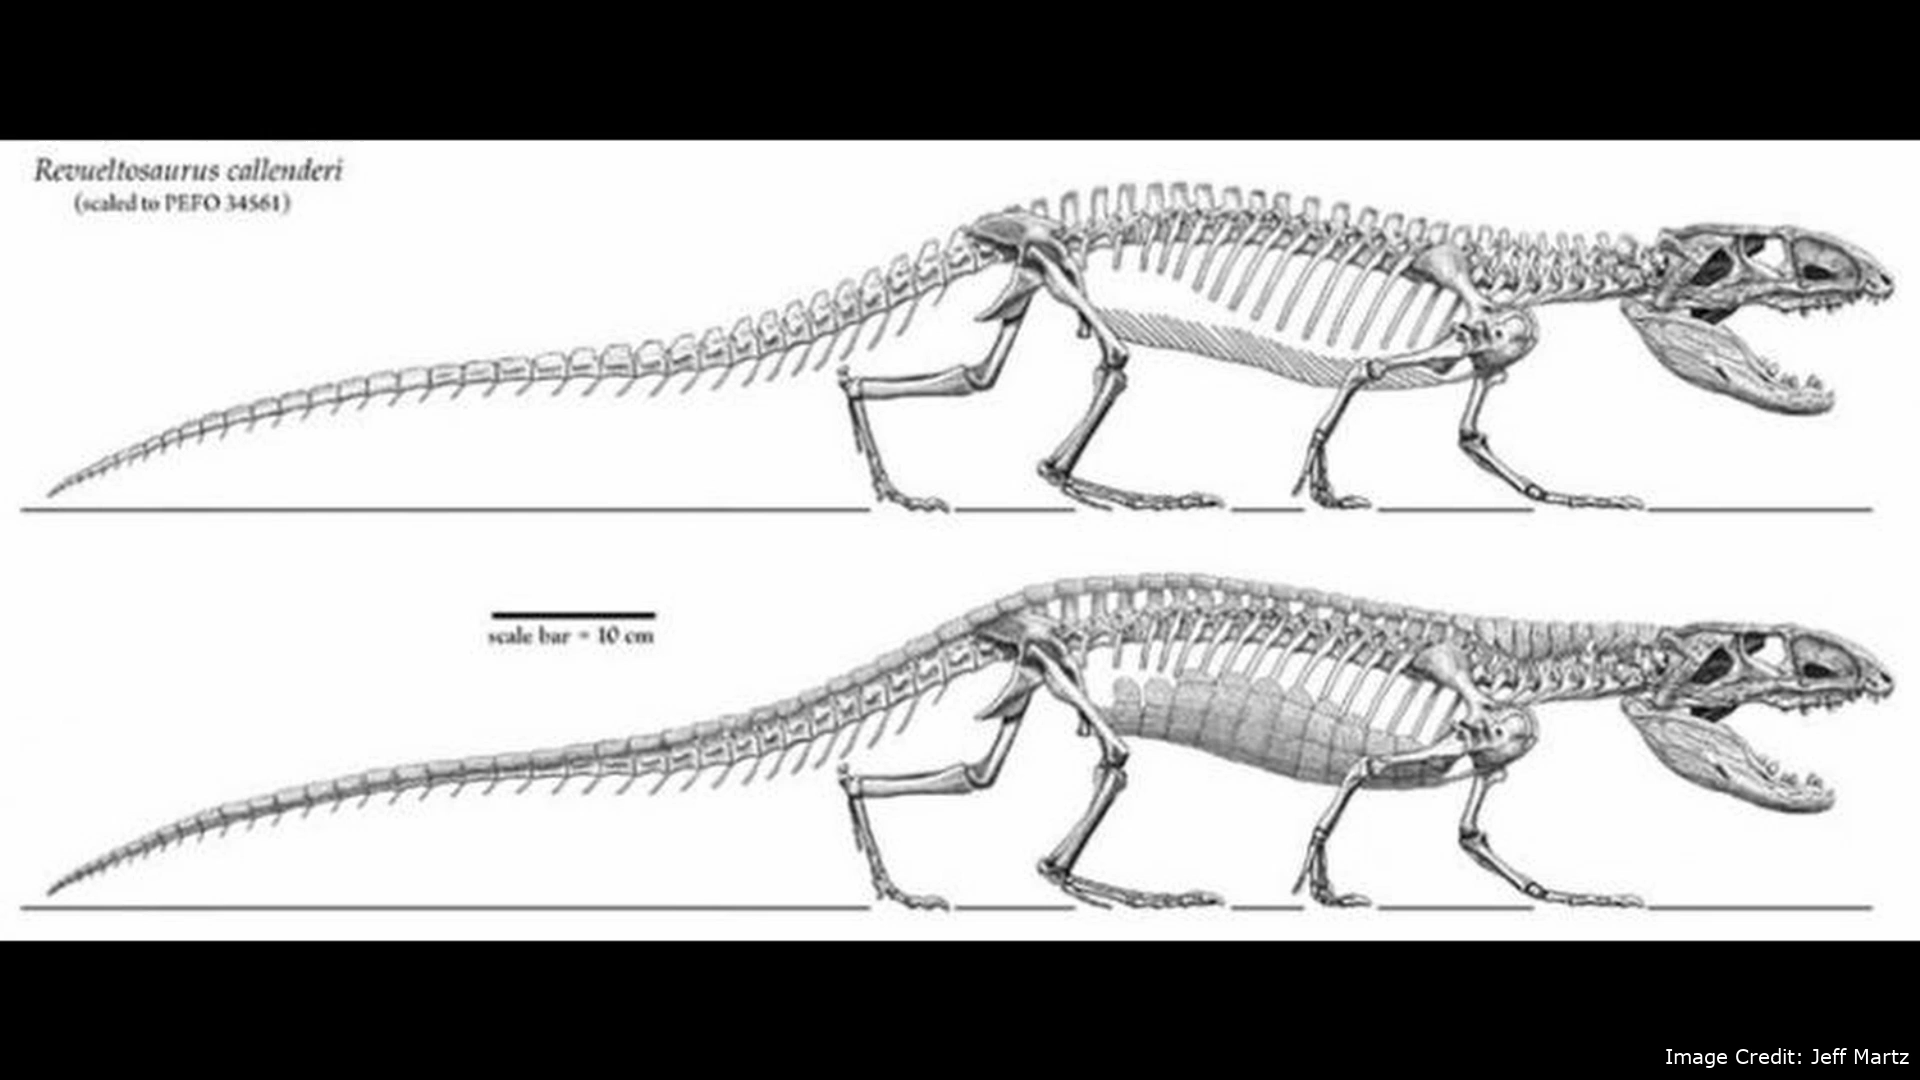 Revueltosaurus callenderi
(scaled to PEFO 34561)
scale bar = 10 cm
Image Credit: Jeff Martz